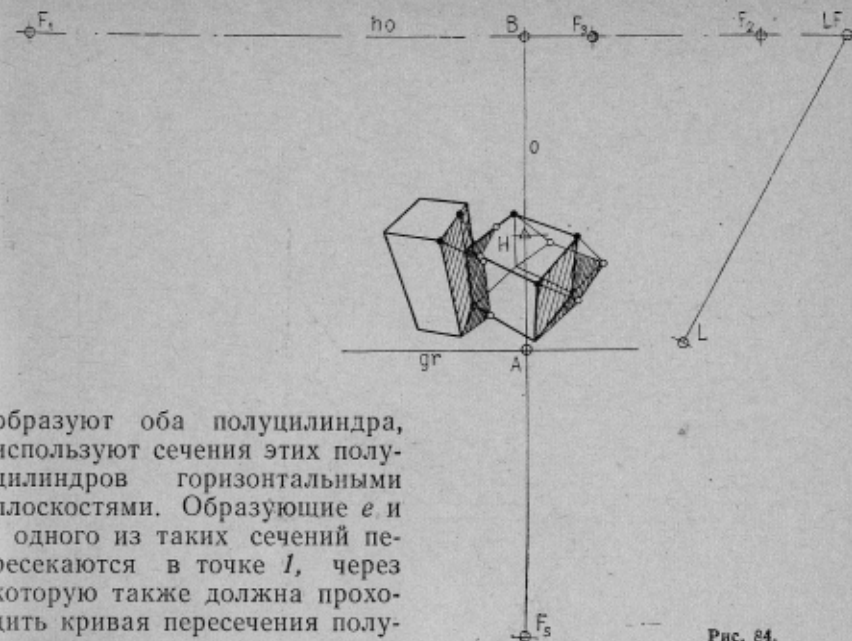 F₁ ho B F₃ F₂ LF
O
H
L
gr A
образуют оба полуцилиндра,
используют сечения этих полу-
цилиндров горизонтальными
плоскостями. Образующие e и
одного из таких сечений пе-
ресекаются в точке 1, через
которую также должна прохо-
дить кривая пересечения полу-
F₅
Рис. 84.